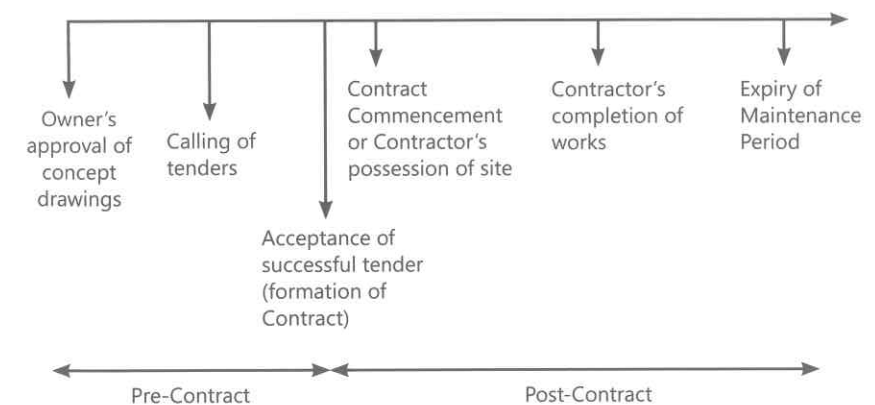 Owner's
approval of
concept
drawings
Calling of
tenders
Acceptance of
successful tender
(formation of
Contract)
Contract
Commencement
or Contractor's
possession of site
Contractor's
completion of
works
Expiry of
Maintenance
Period
Pre-Contract
Post-Contract